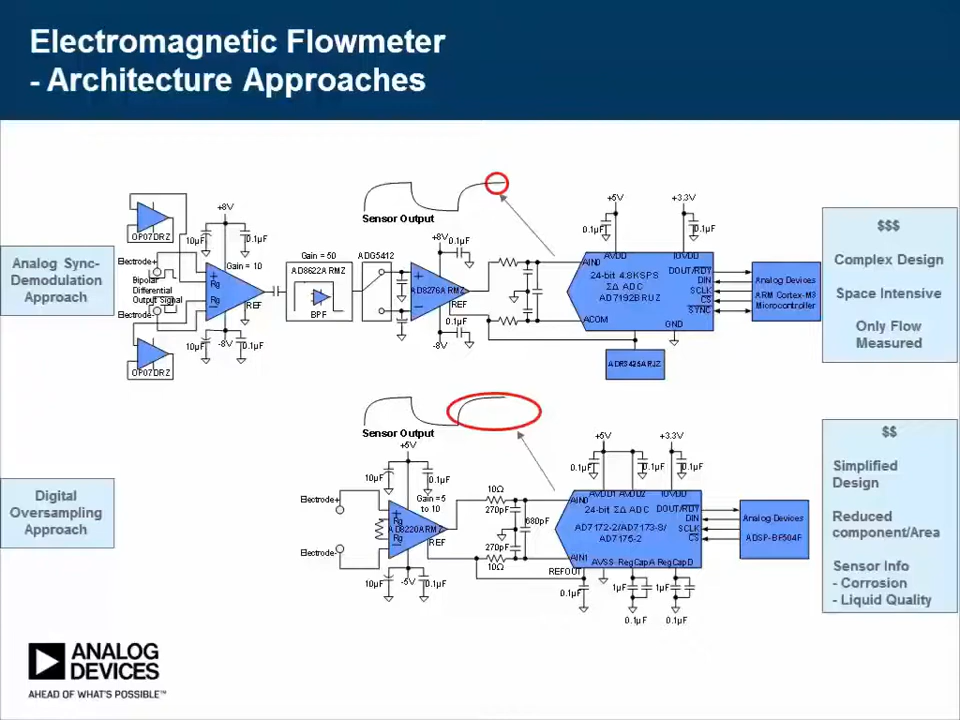 Electromagnetic Flowmeter
- Architecture Approaches
Analog Sync-
Demodulation
Approach
OP07DRZ
+8V
10µF
0.1µF
Electrode+
Bipolar
Differential
Output Signal
Electrode-
Gain = 10
Rg
Rg
REF
-8V
10µF
0.1µF
OP07DRZ
Gain = 50
AD8622ARMZ
BPF
ADG5412
Sensor Output
+8V
0.1µF
AD8276ARMZ
REF
0.1µF
-8V
+5V
0.1µF
+3.3V
0.1µF
AVDD
IOVDD
AIN0
24-bit 4.8KSPS
ΣΔ ADC
AD7192BRUZ
DOUT/RDY
DIN
SCLK
CS
SYNC
ACOM
GND
ADR3425ARJZ
Analog Devices
ARM Cortex-M3
Microcontroller
$$$
Complex Design
Space Intensive
Only Flow
Measured
Digital
Oversampling
Approach
Sensor Output
+5V
10µF
0.1µF
Electrode+
Electrode-
Gain =5
to 10
Rg
AD8220ARMZ
Rg
REF
-5V
10µF
0.1µF
10Ω
270pF
680pF
270pF
10Ω
REFOUT
0.1µF
+5V
0.1µF
0.1µF
+3.3V
0.1µF
AVDD1 AVDD2
IOVDD
AIN0
24-bit ΣΔ ADC
AD7172-2/AD7173-8/
AD7175-2
DOUT/RDY
DIN
SCLK
CS
AIN1
AVSS RegCapA RegCapD
1µF
1µF
0.1µF
0.1µF
Analog Devices
ADSP-BF504F
$$
Simplified
Design
Reduced
component/Area
Sensor Info
- Corrosion
- Liquid Quality
ANALOG
DEVICES
AHEAD OF WHAT'S POSSIBLE™